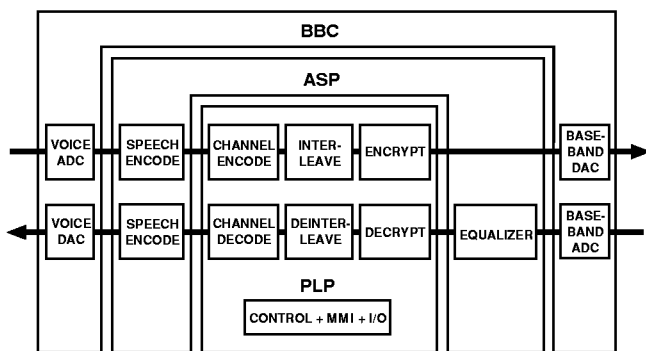 BBC
ASP
VOICE
ADC
SPEECH
ENCODE
CHANNEL
ENCODE
INTER-
LEAVE
ENCRYPT
BASE-
BAND
DAC
VOICE
DAC
SPEECH
ENCODE
CHANNEL
DECODE
DEINTER-
LEAVE
DECRYPT
EQUALIZER
BASE-
BAND
ADC
PLP
CONTROL + MMI + I/O